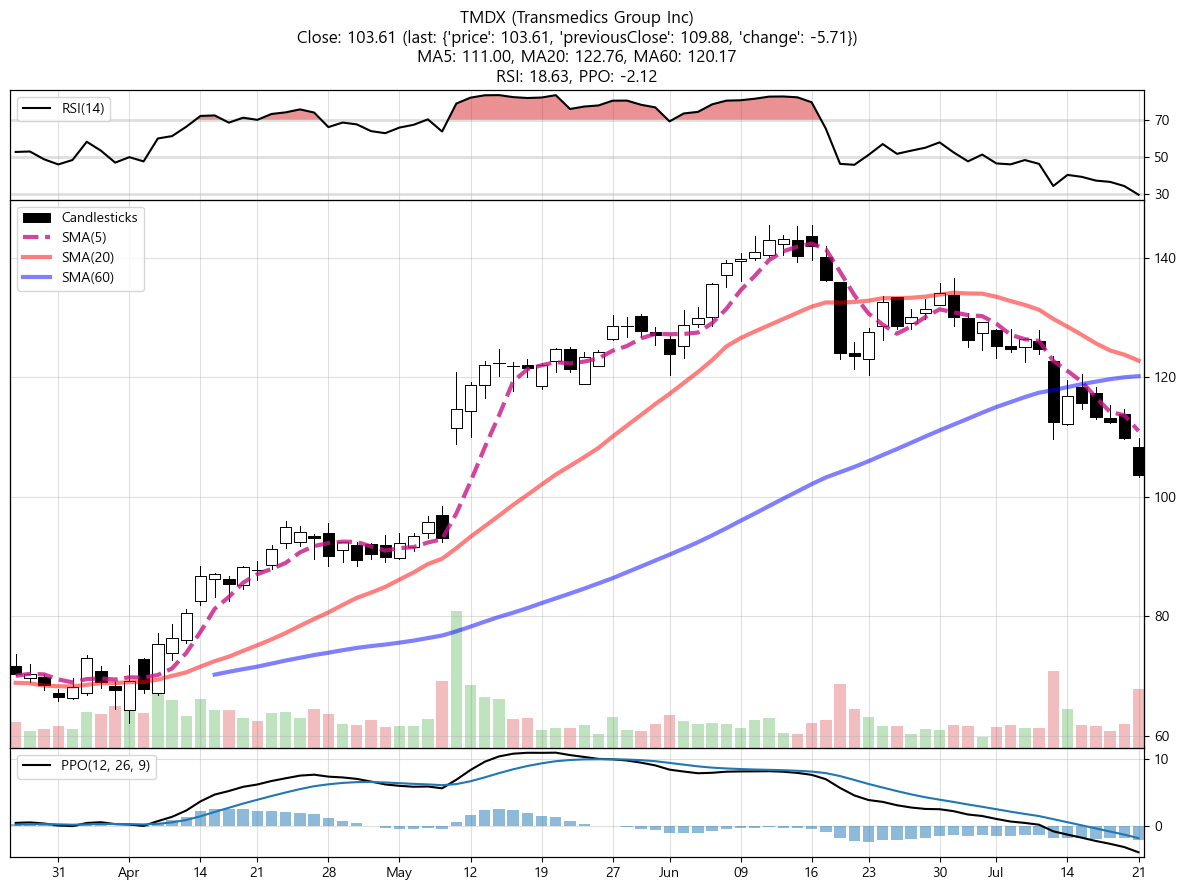 TMDX (Transmedics Group Inc)
Close: 103.61 (last: {'price': 103.61, 'previousClose': 109.88, 'change': -5.71})
MA5: 111.00, MA20: 122.76, MA60: 120.17
RSI: 18.63, PPO: -2.12
RSI(14)
70
50
30
Candlesticks
SMA(5)
SMA(20)
SMA(60)
140
120
100
80
60
PPO(12, 26, 9)
10
0
31 Apr 14 21 28 May 12 19 27 Jun 09 16 23 30 Jul 14 21